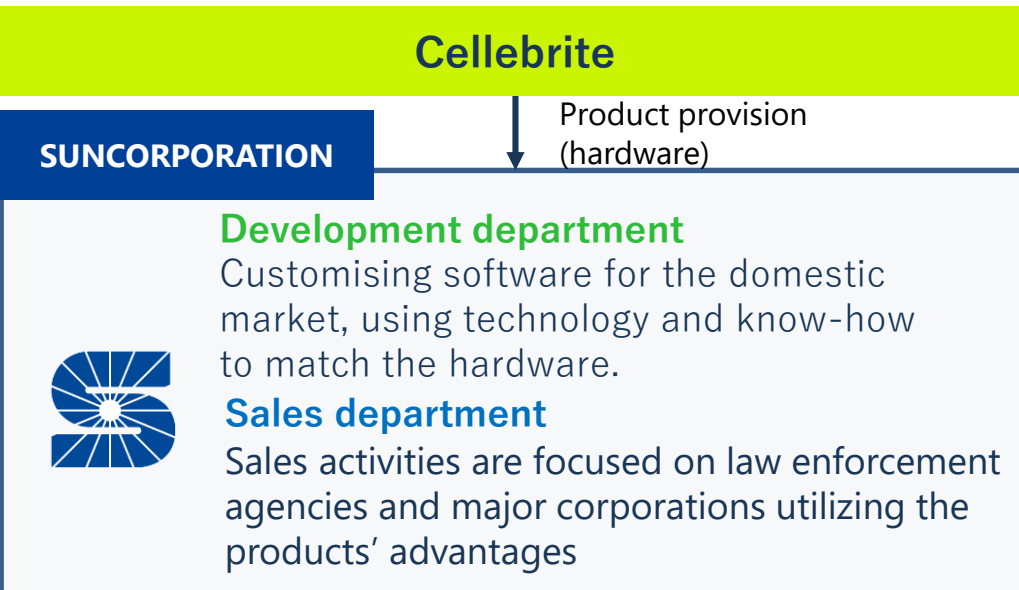 Cellebrite
Product provision
(hardware)
SUNCORPORATION
Development department
Customising software for the domestic
market, using technology and know-how
to match the hardware.
Sales department
Sales activities are focused on law enforcement
agencies and major corporations utilizing the
products’ advantages